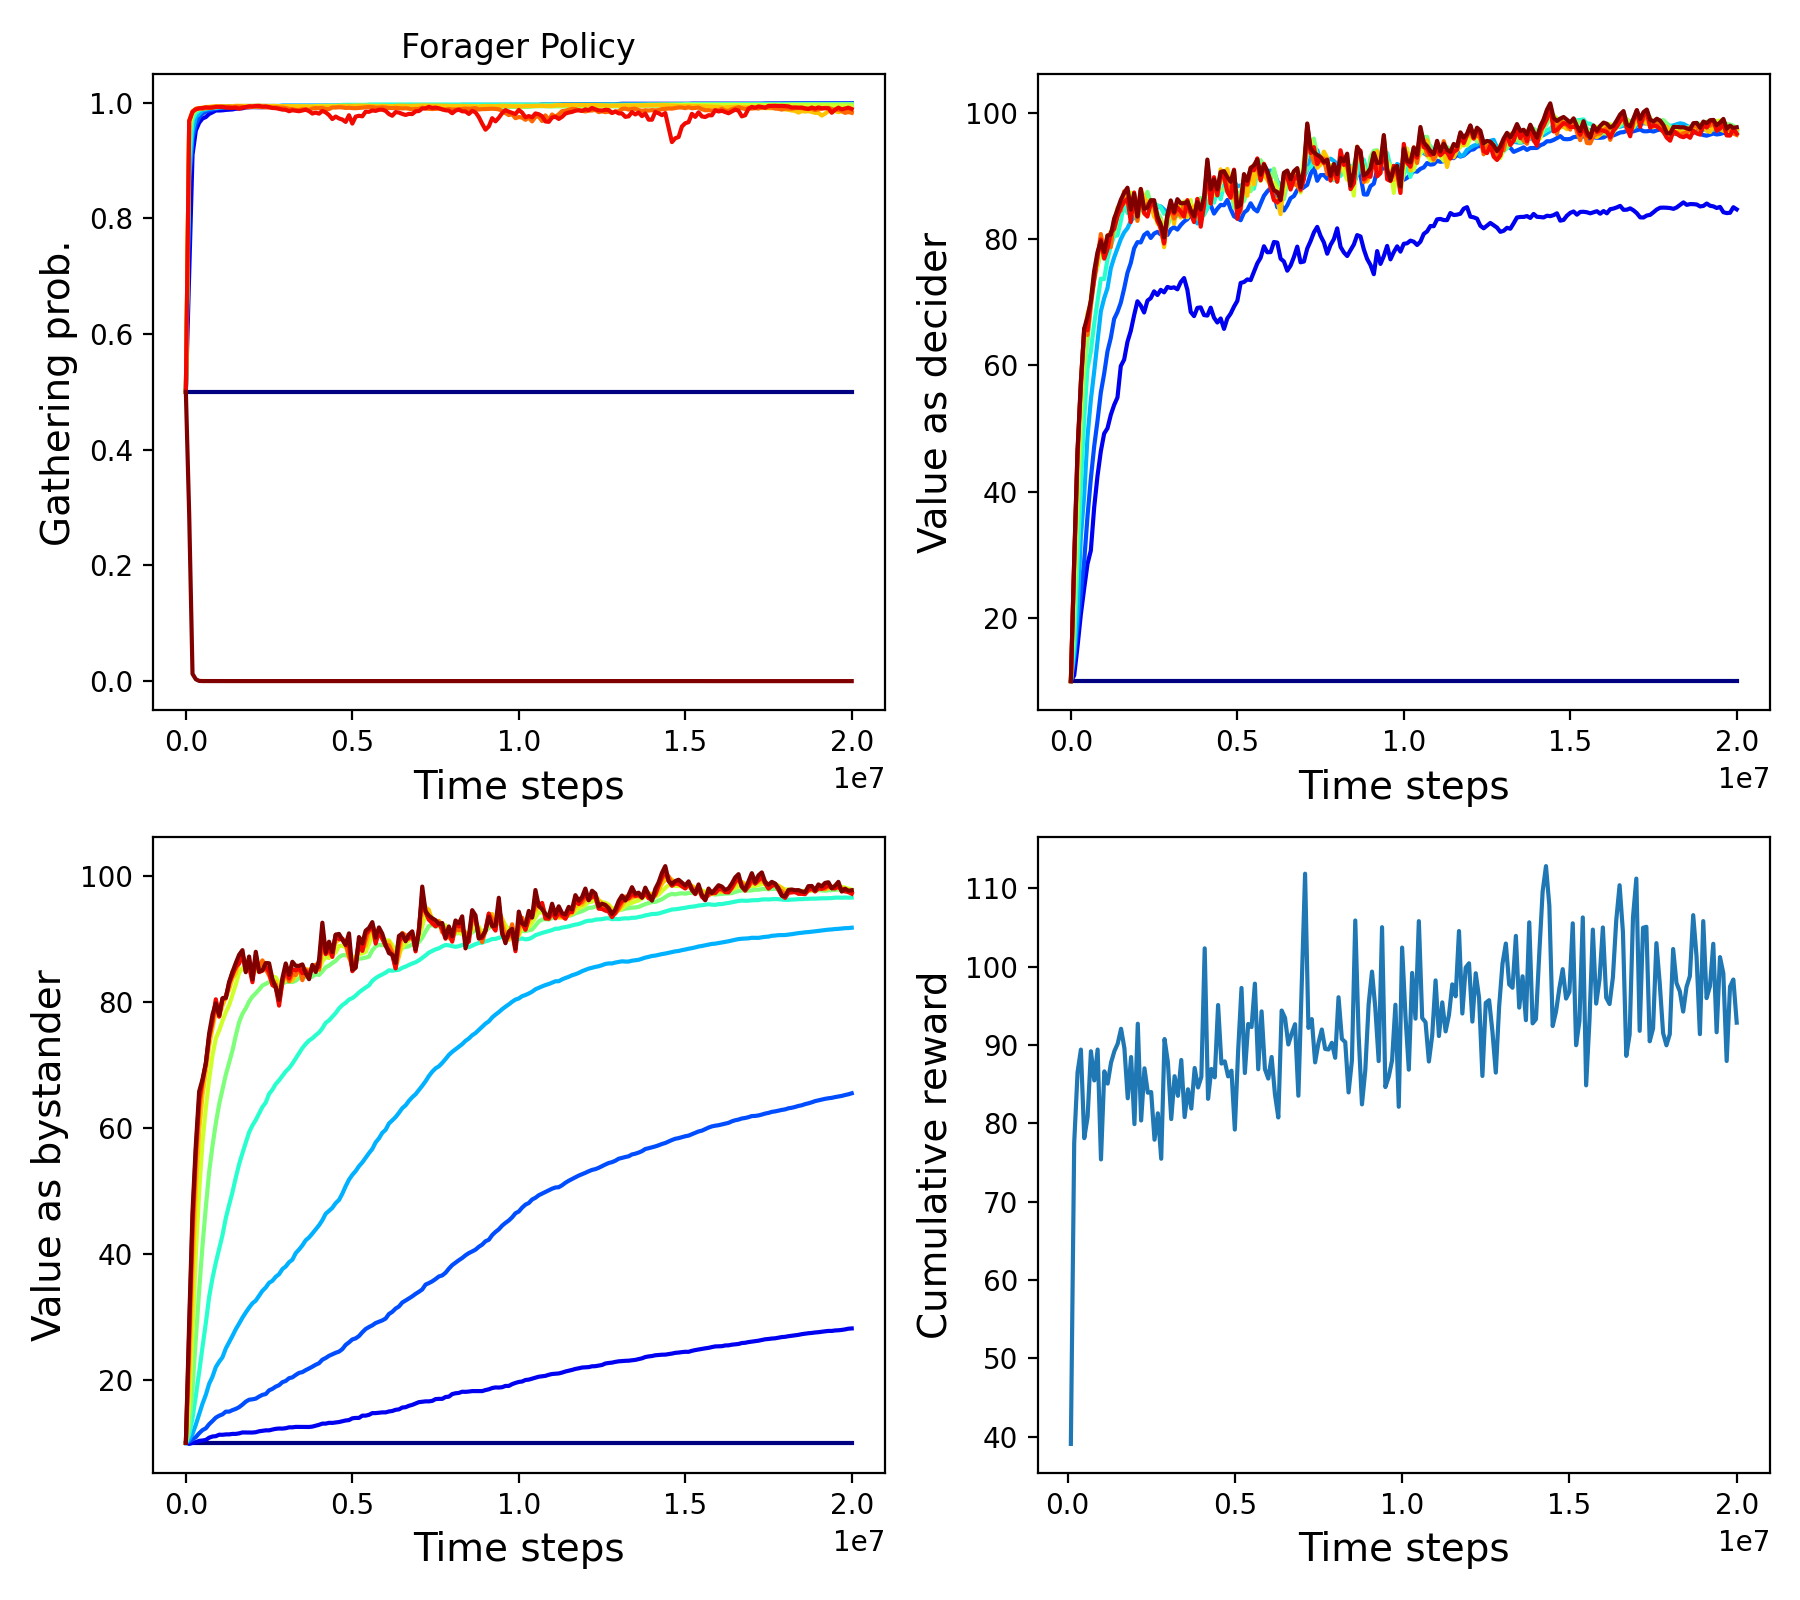 Forager Policy
Gathering prob.
1.0
0.8
0.6
0.4
0.2
0.0
0.0 0.5 1.0 1.5 2.0
1e7
Time steps
Value as decider
100
80
60
40
20
0.0 0.5 1.0 1.5 2.0
1e7
Time steps
Value as bystander
100
80
60
40
20
0.0 0.5 1.0 1.5 2.0
1e7
Time steps
Cumulative reward
110
100
90
80
70
60
50
40
0.0 0.5 1.0 1.5 2.0
1e7
Time steps